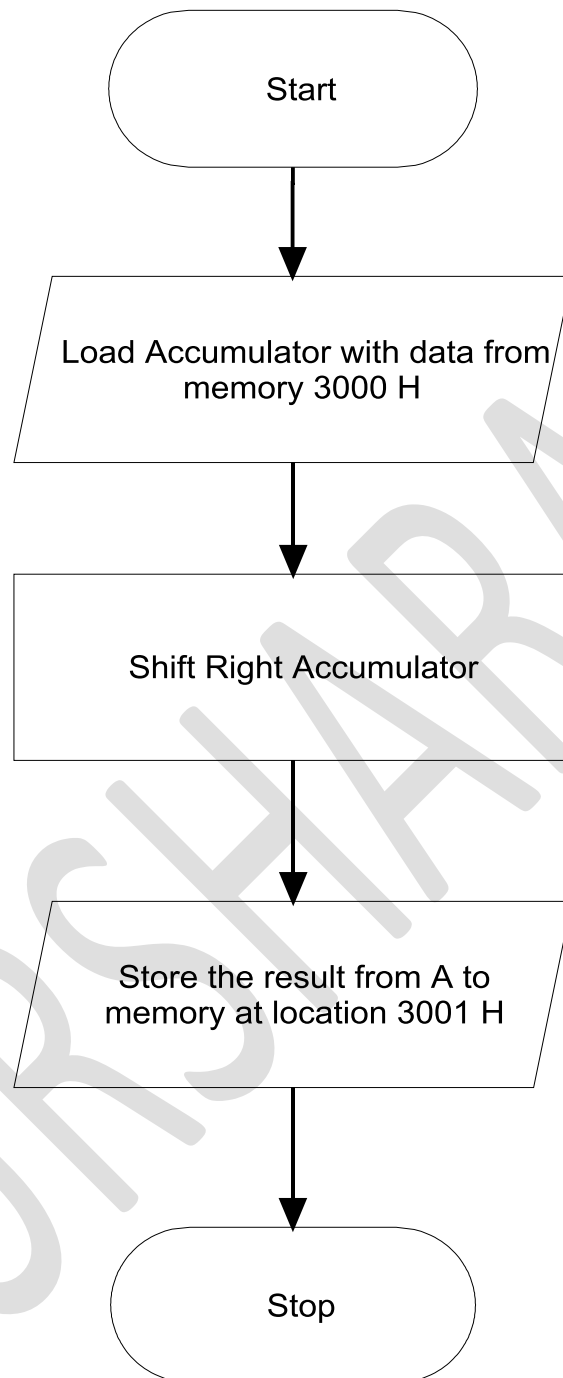 Start
Load Accumulator with data from
memory 3000 H
Shift Right Accumulator
Store the result from A to
memory at location 3001 H
Stop